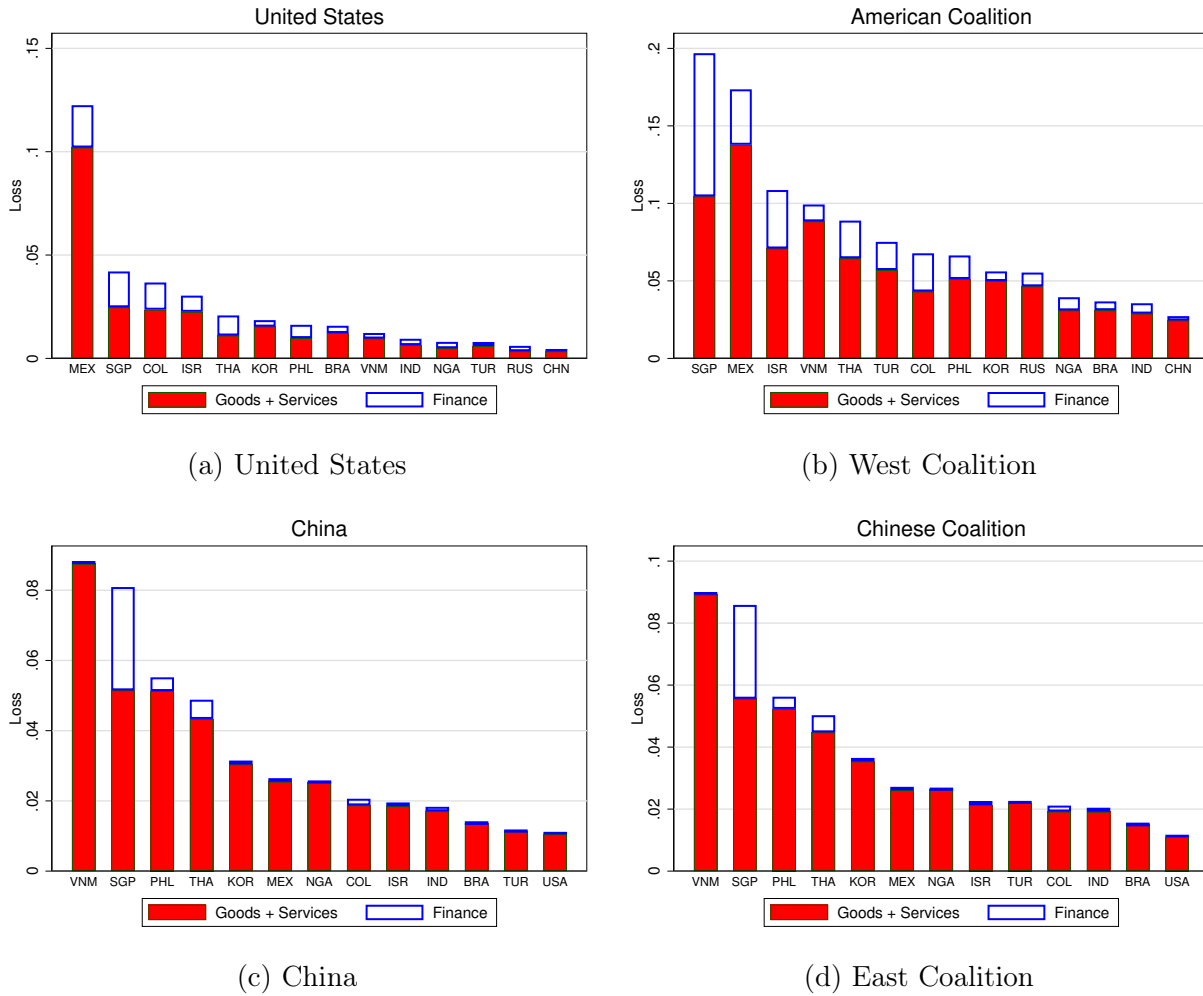 United States
.15
.1
.05
0
Loss
MEX SGP COL ISR THA KOR PHL BRA VNM IND NGA TUR RUS CHN
Goods + Services Finance
(a) United States
American Coalition
.2
.15
.1
.05
0
Loss
SGP MEX ISR VNM THA TUR COL PHL KOR RUS NGA BRA IND CHN
Goods + Services Finance
(b) West Coalition
China
.08
.06
.04
.02
0
Loss
VNM SGP PHL THA KOR MEX NGA COL ISR IND BRA TUR USA
Goods + Services Finance
(c) China
Chinese Coalition
.1
.08
.06
.04
.02
0
Loss
VNM SGP PHL THA KOR MEX NGA ISR TUR COL IND BRA USA
Goods + Services Finance
(d) East Coalition